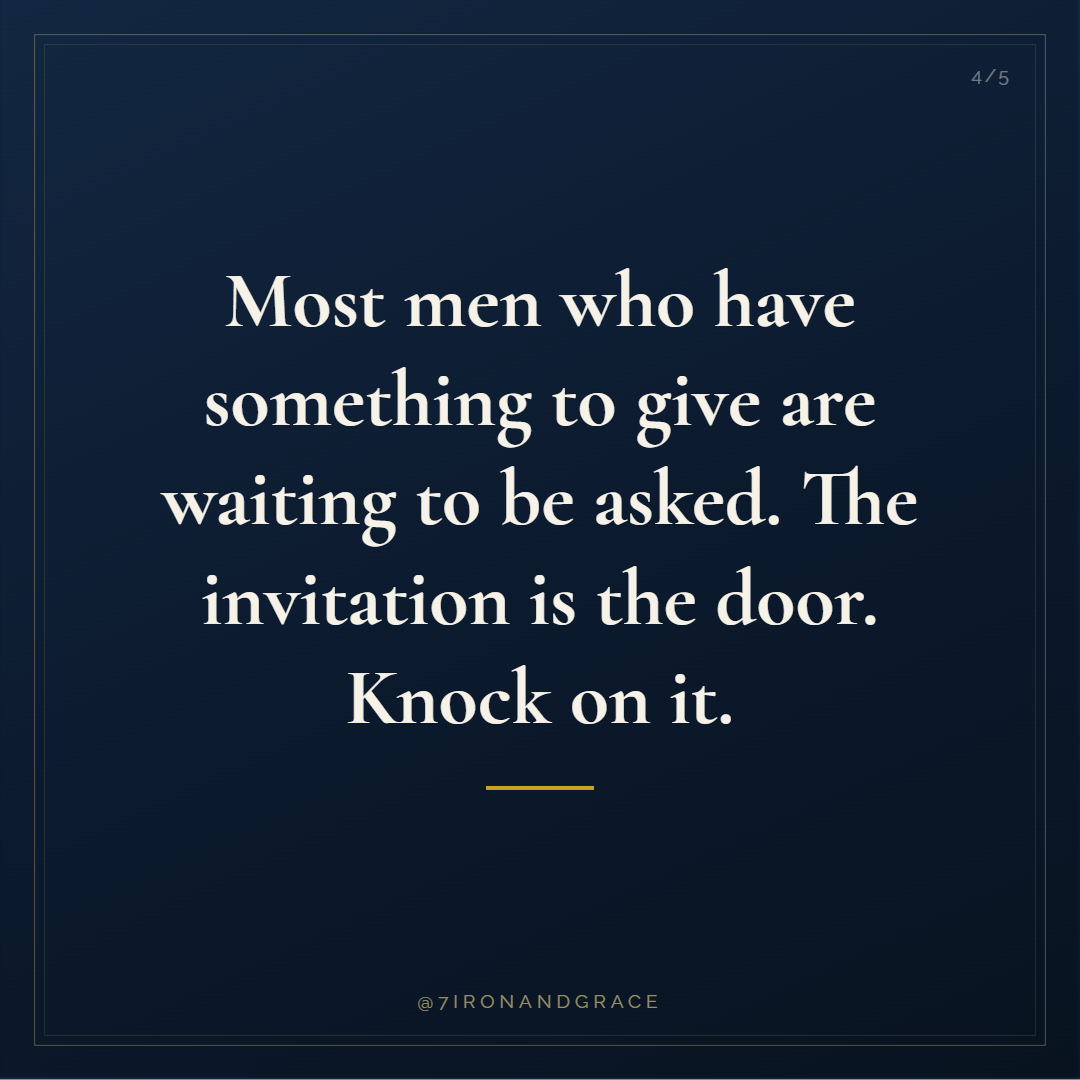 4/5
Most men who have
something to give are
waiting to be asked. The
invitation is the door.
Knock on it.
@7IRONANDGRACE